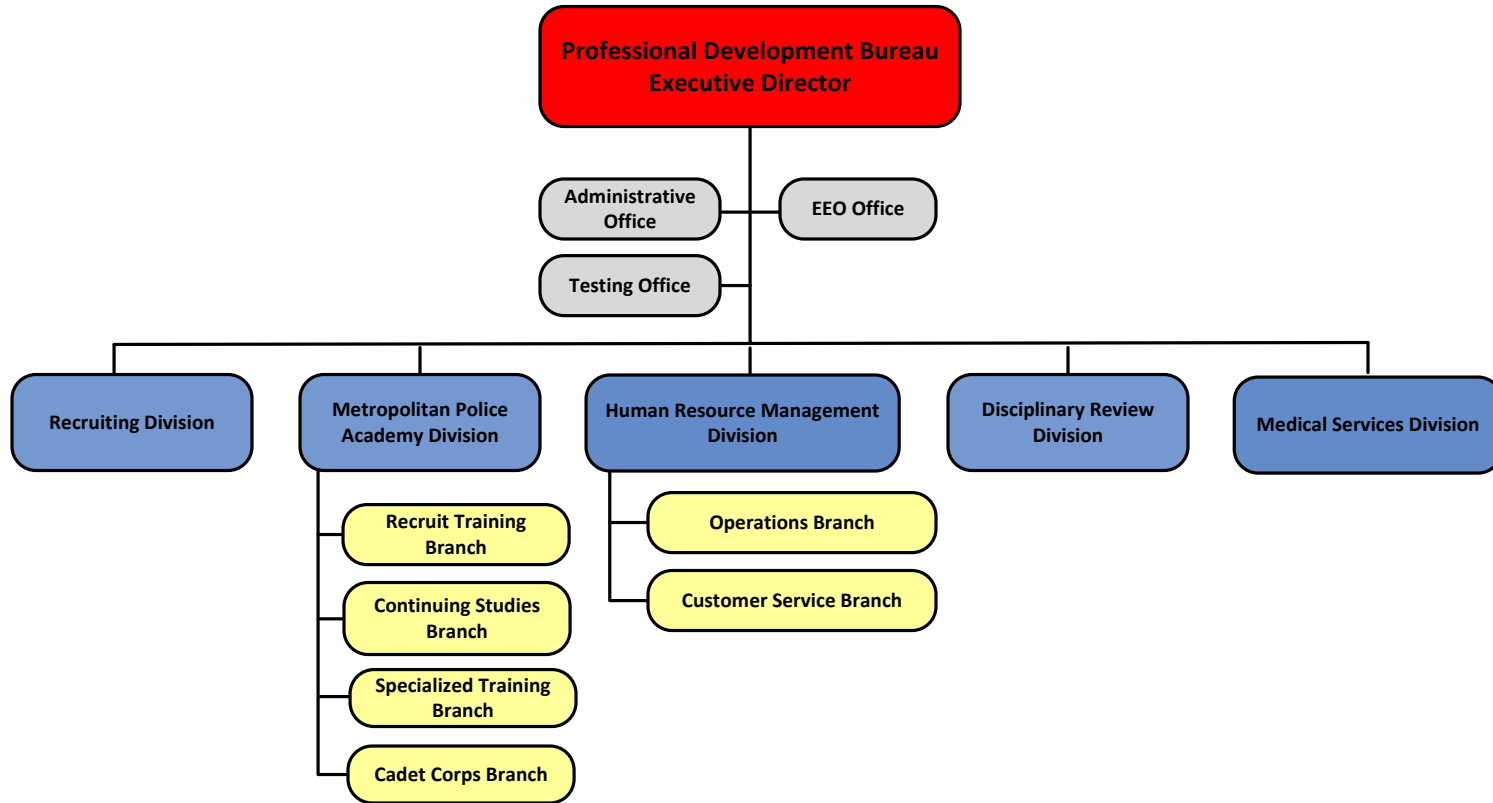 Professional Development Bureau
Executive Director
Administrative
Office
EEO Office
Testing Office
Recruiting Division
Metropolitan Police
Academy Division
Human Resource Management
Division
Disciplinary Review
Division
Medical Services Division
Recruit Training
Branch
Continuing Studies
Branch
Specialized Training
Branch
Cadet Corps Branch
Operations Branch
Customer Service Branch